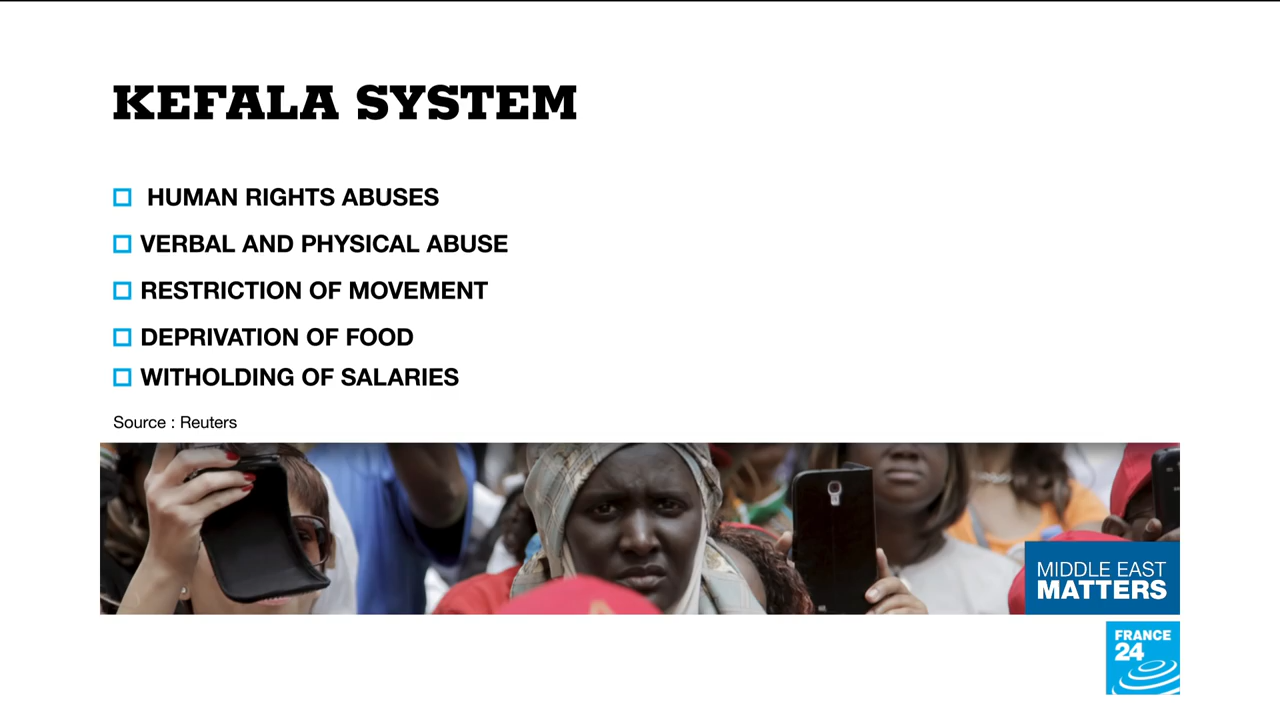 KEFALA SYSTEM
HUMAN RIGHTS ABUSES
VERBAL AND PHYSICAL ABUSE
RESTRICTION OF MOVEMENT
DEPRIVATION OF FOOD
WITHOLDING OF SALARIES
Source : Reuters
MIDDLE EAST
MATTERS
FRANCE
24